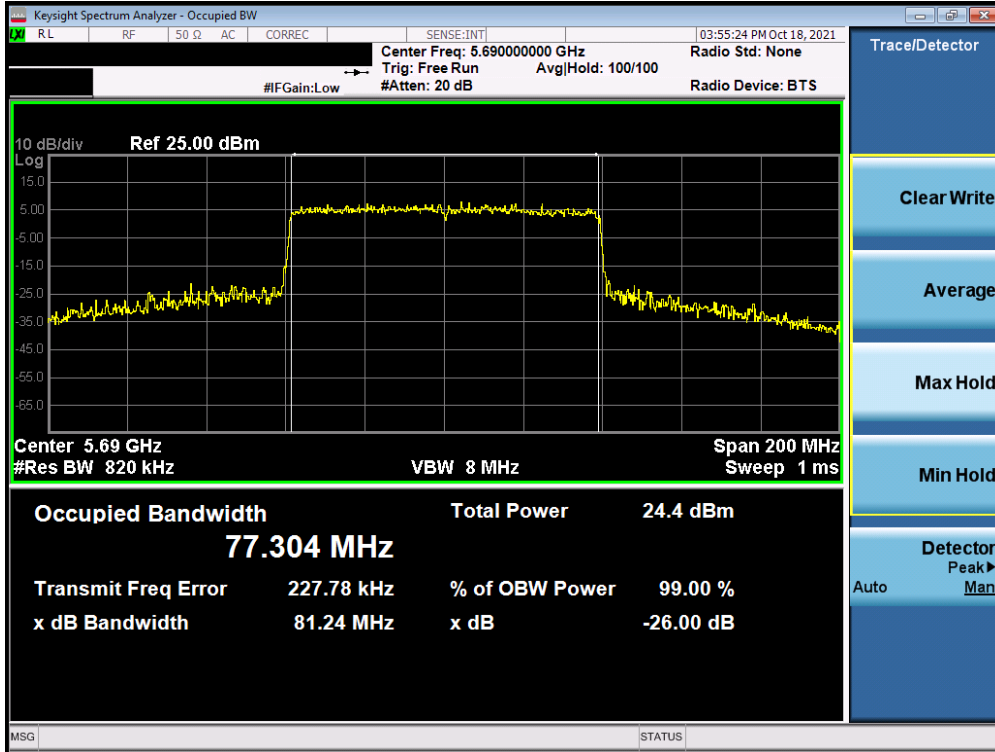 Keysight Spectrum Analyzer - Occupied BW
LXI RL RF 50 Ω AC CORREC SENSE:INT 03:55:24 PM Oct 18, 2021
Center Freq: 5.690000000 GHz Radio Std: None
Trig: Free Run Avg|Hold: 100/100
#IFGain:Low #Atten: 20 dB Radio Device: BTS
10 dB/div Ref 25.00 dBm
Log
15.0
5.00
-5.00
-15.0
-25.0
-35.0
-45.0
-55.0
-65.0
Center 5.69 GHz Span 200 MHz
#Res BW 820 kHz VBW 8 MHz Sweep 1 ms
Occupied Bandwidth Total Power 24.4 dBm
77.304 MHz
Transmit Freq Error 227.78 kHz % of OBW Power 99.00 %
x dB Bandwidth 81.24 MHz x dB -26.00 dB
MSG STATUS
Trace/Detector
Clear Write
Average
Max Hold
Min Hold
Detector
Peak▶
Auto Man